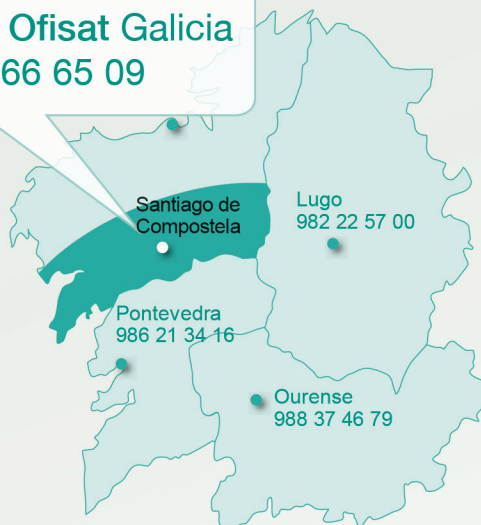 Ofisat Galicia
66 65 09
Santiago de
Compostela
Lugo
982 22 57 00
Pontevedra
986 21 34 16
Ourense
988 37 46 79